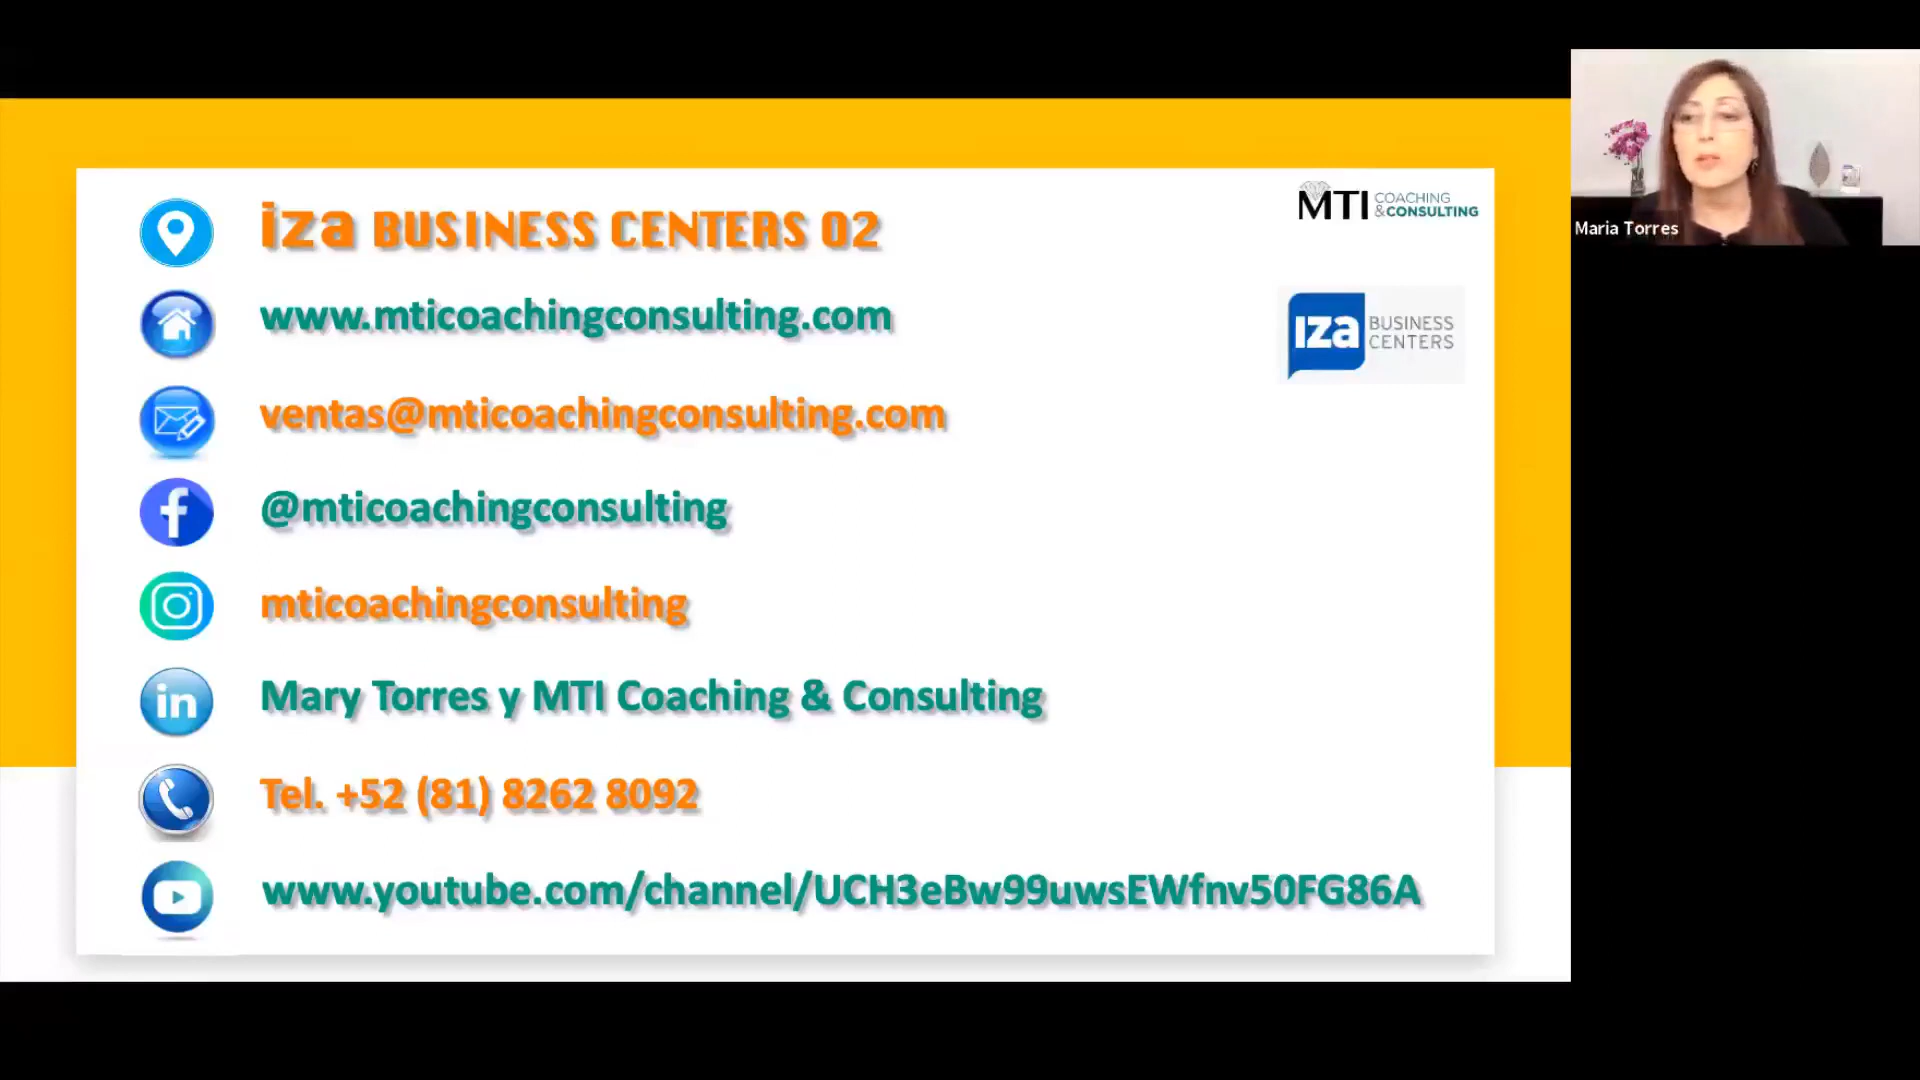 iza BUSINESS CENTERS 02
www.mticoachingconsulting.com
ventas@mticoachingconsulting.com
@mticoachingconsulting
mticoachingconsulting
Mary Torres y MTI Coaching & Consulting
Tel. +52 (81) 8262 8092
www.youtube.com/channel/UCH3eBw99uwsEWfnv50FG86A
MTI COACHING
&CONSULTING
iza BUSINESS
CENTERS
Maria Torres